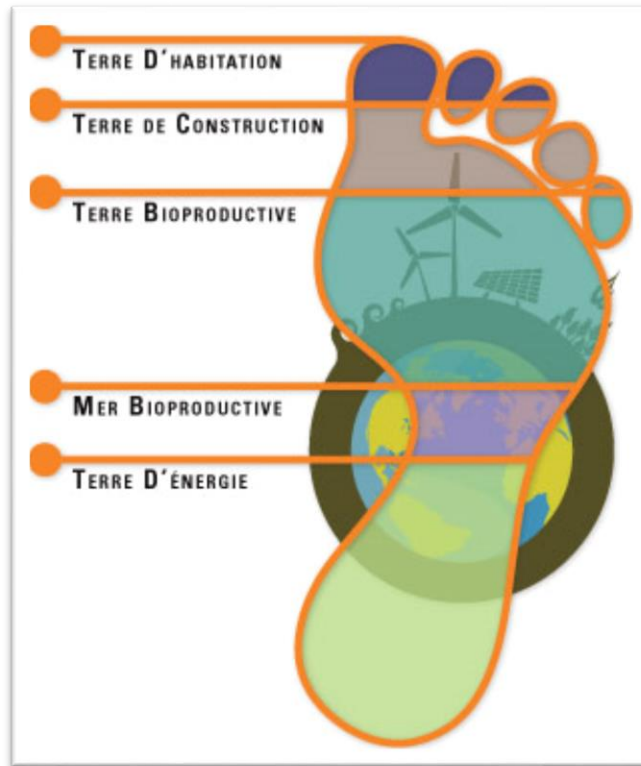 Terre D'habitation
Terre de Construction
Terre Bioproductive
Mer Bioproductive
Terre D'énergie